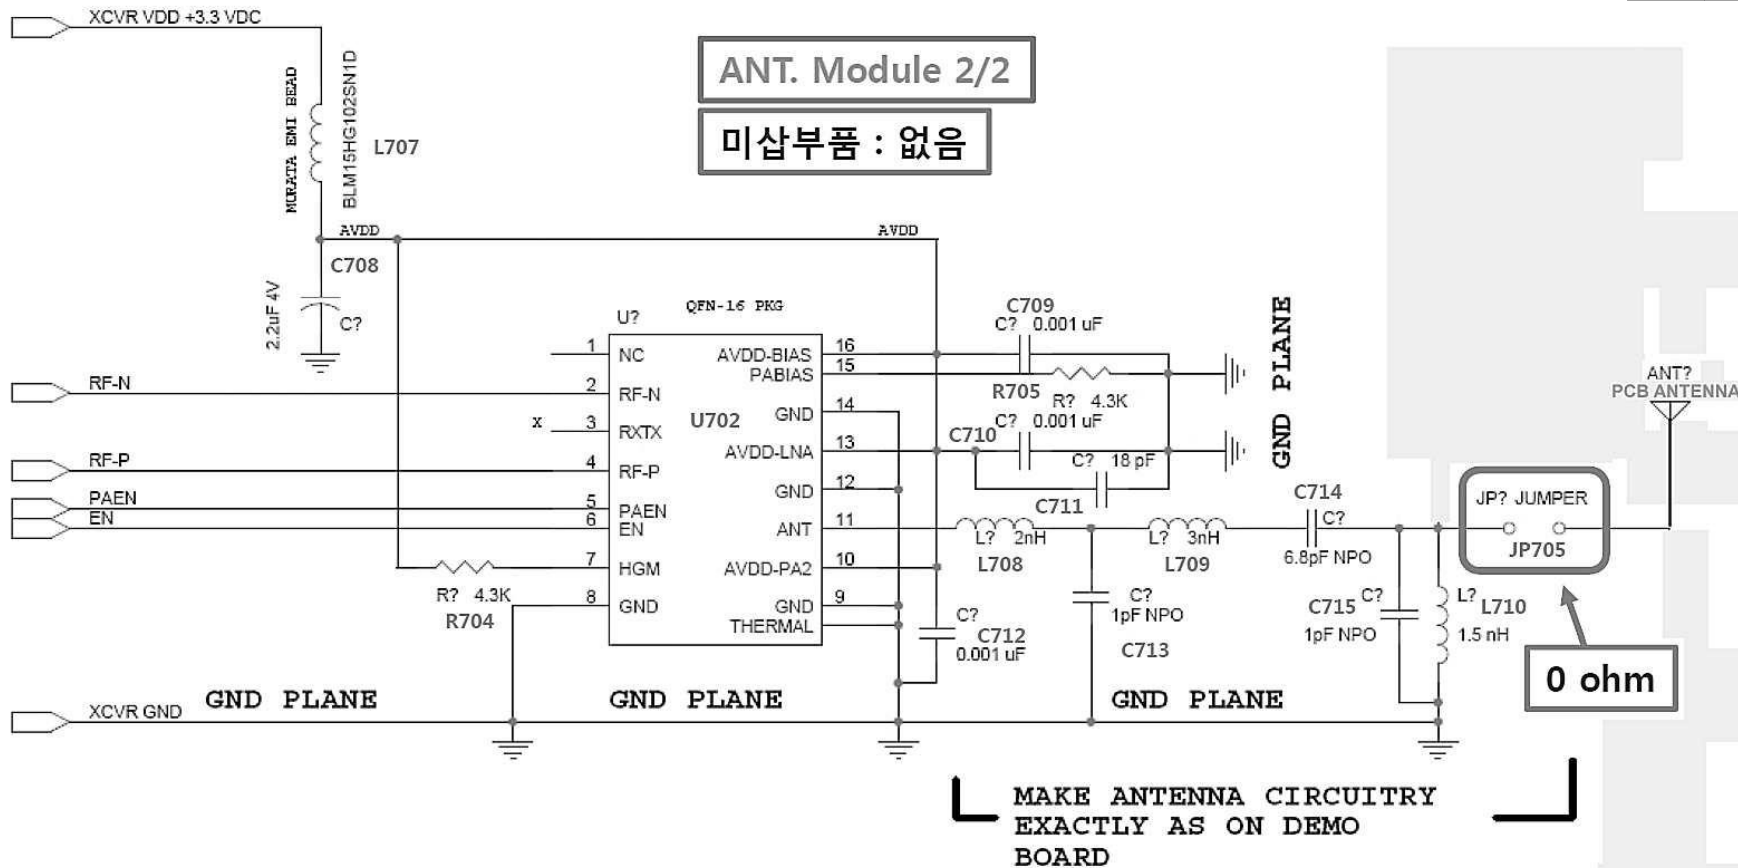 XCVR VDD +3.3 VDC
MURATA EMI BEAD
BLM15HG102SN1D
L707
ANT. Module 2/2
미삽부품 : 없음
AVDD
AVDD
C708
2.2uF 4V
C?
QFN-16 PKG
U?
C709
C? 0.001 uF
GND PLANE
RF-N
RF-P
PAEN
EN
X
1 NC
2 RF-N
3 RXTX
4 RF-P
5 PAEN
6 EN
7 HGM
8 GND
U702
AVDD-BIAS 16
PABIAS 15
GND 14
AVDD-LNA 13
GND 12
ANT 11
AVDD-PA2 10
GND 9
THERMAL
R705
R? 4.3K
C? 0.001 uF
C710
C? 18 pF
C711
R? 4.3K
R704
L? 2nH
L708
L? 3nH
L709
C714
C?
6.8pF NPO
ANT?
PCB ANTENNA
JP? JUMPER
JP705
C?
C712
0.001 uF
C?
1pF NPO
C713
C?
C715
1pF NPO
L?
L710
1.5 nH
0 ohm
XCVR GND
GND PLANE
GND PLANE
GND PLANE
MAKE ANTENNA CIRCUITRY
EXACTLY AS ON DEMO
BOARD